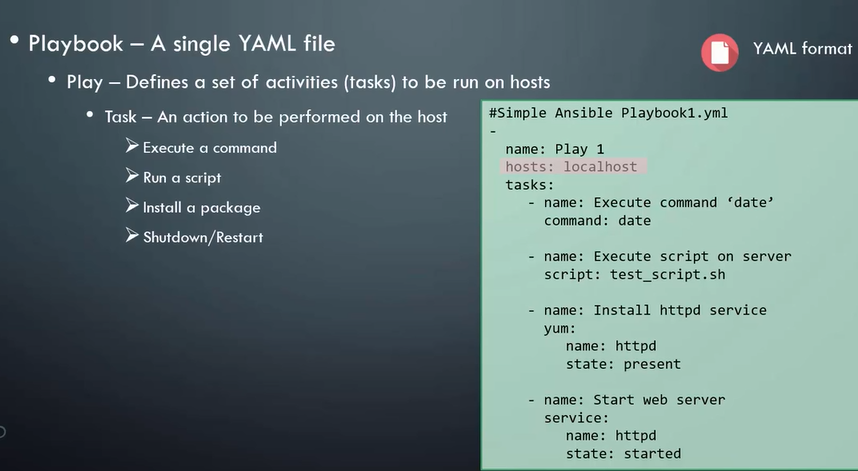 Playbook – A single YAML file
YAML format
Play – Defines a set of activities (tasks) to be run on hosts
Task – An action to be performed on the host
Execute a command
Run a script
Install a package
Shutdown/Restart
#Simple Ansible Playbook1.yml
-
name: Play 1
hosts: localhost
tasks:
- name: Execute command ‘date’
command: date
- name: Execute script on server
script: test_script.sh
- name: Install httpd service
yum:
name: httpd
state: present
- name: Start web server
service:
name: httpd
state: started